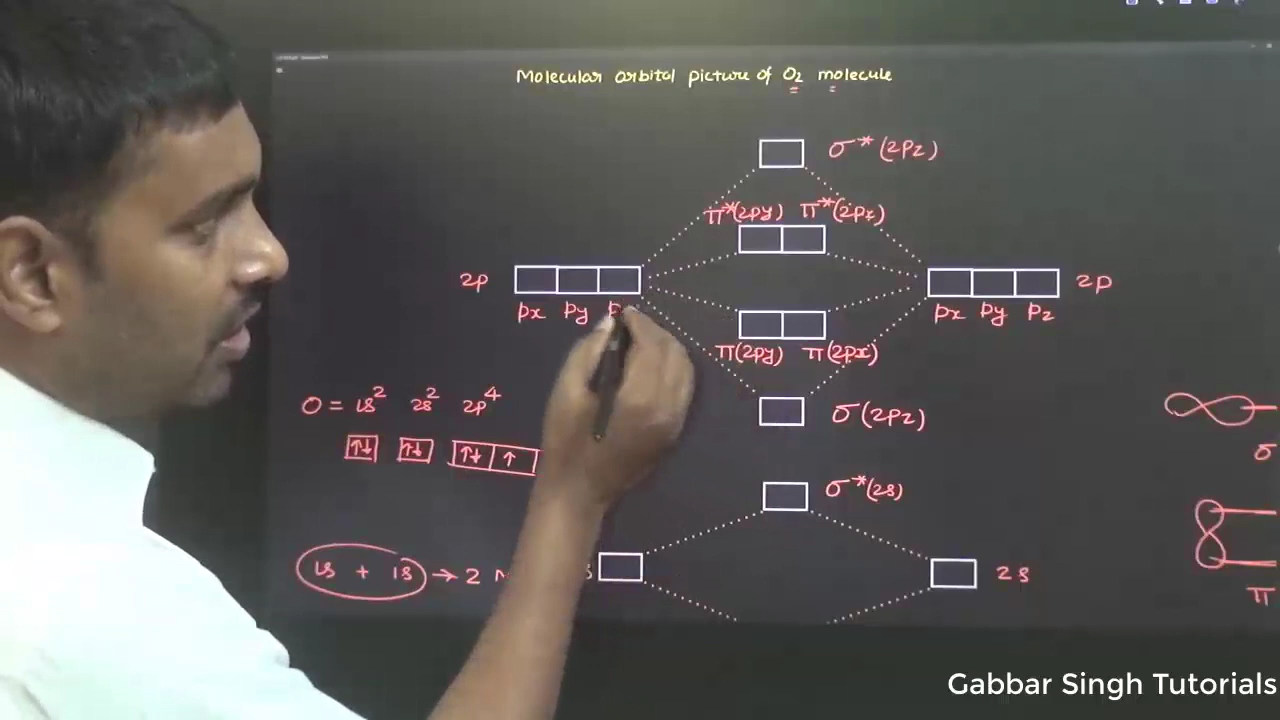 Molecular orbital picture of O2 molecule
σ*(2pz)
π*(2py) π*(2px)
2p
2p
px py
px py pz
π(2py) π(2px)
O = 1s² 2s² 2p⁴
σ(2pz)
↑↓ ↑↓ ↑↓ ↑
σ
σ*(2s)
1s + 1s → 2
2s
π
Gabbar Singh Tutorials